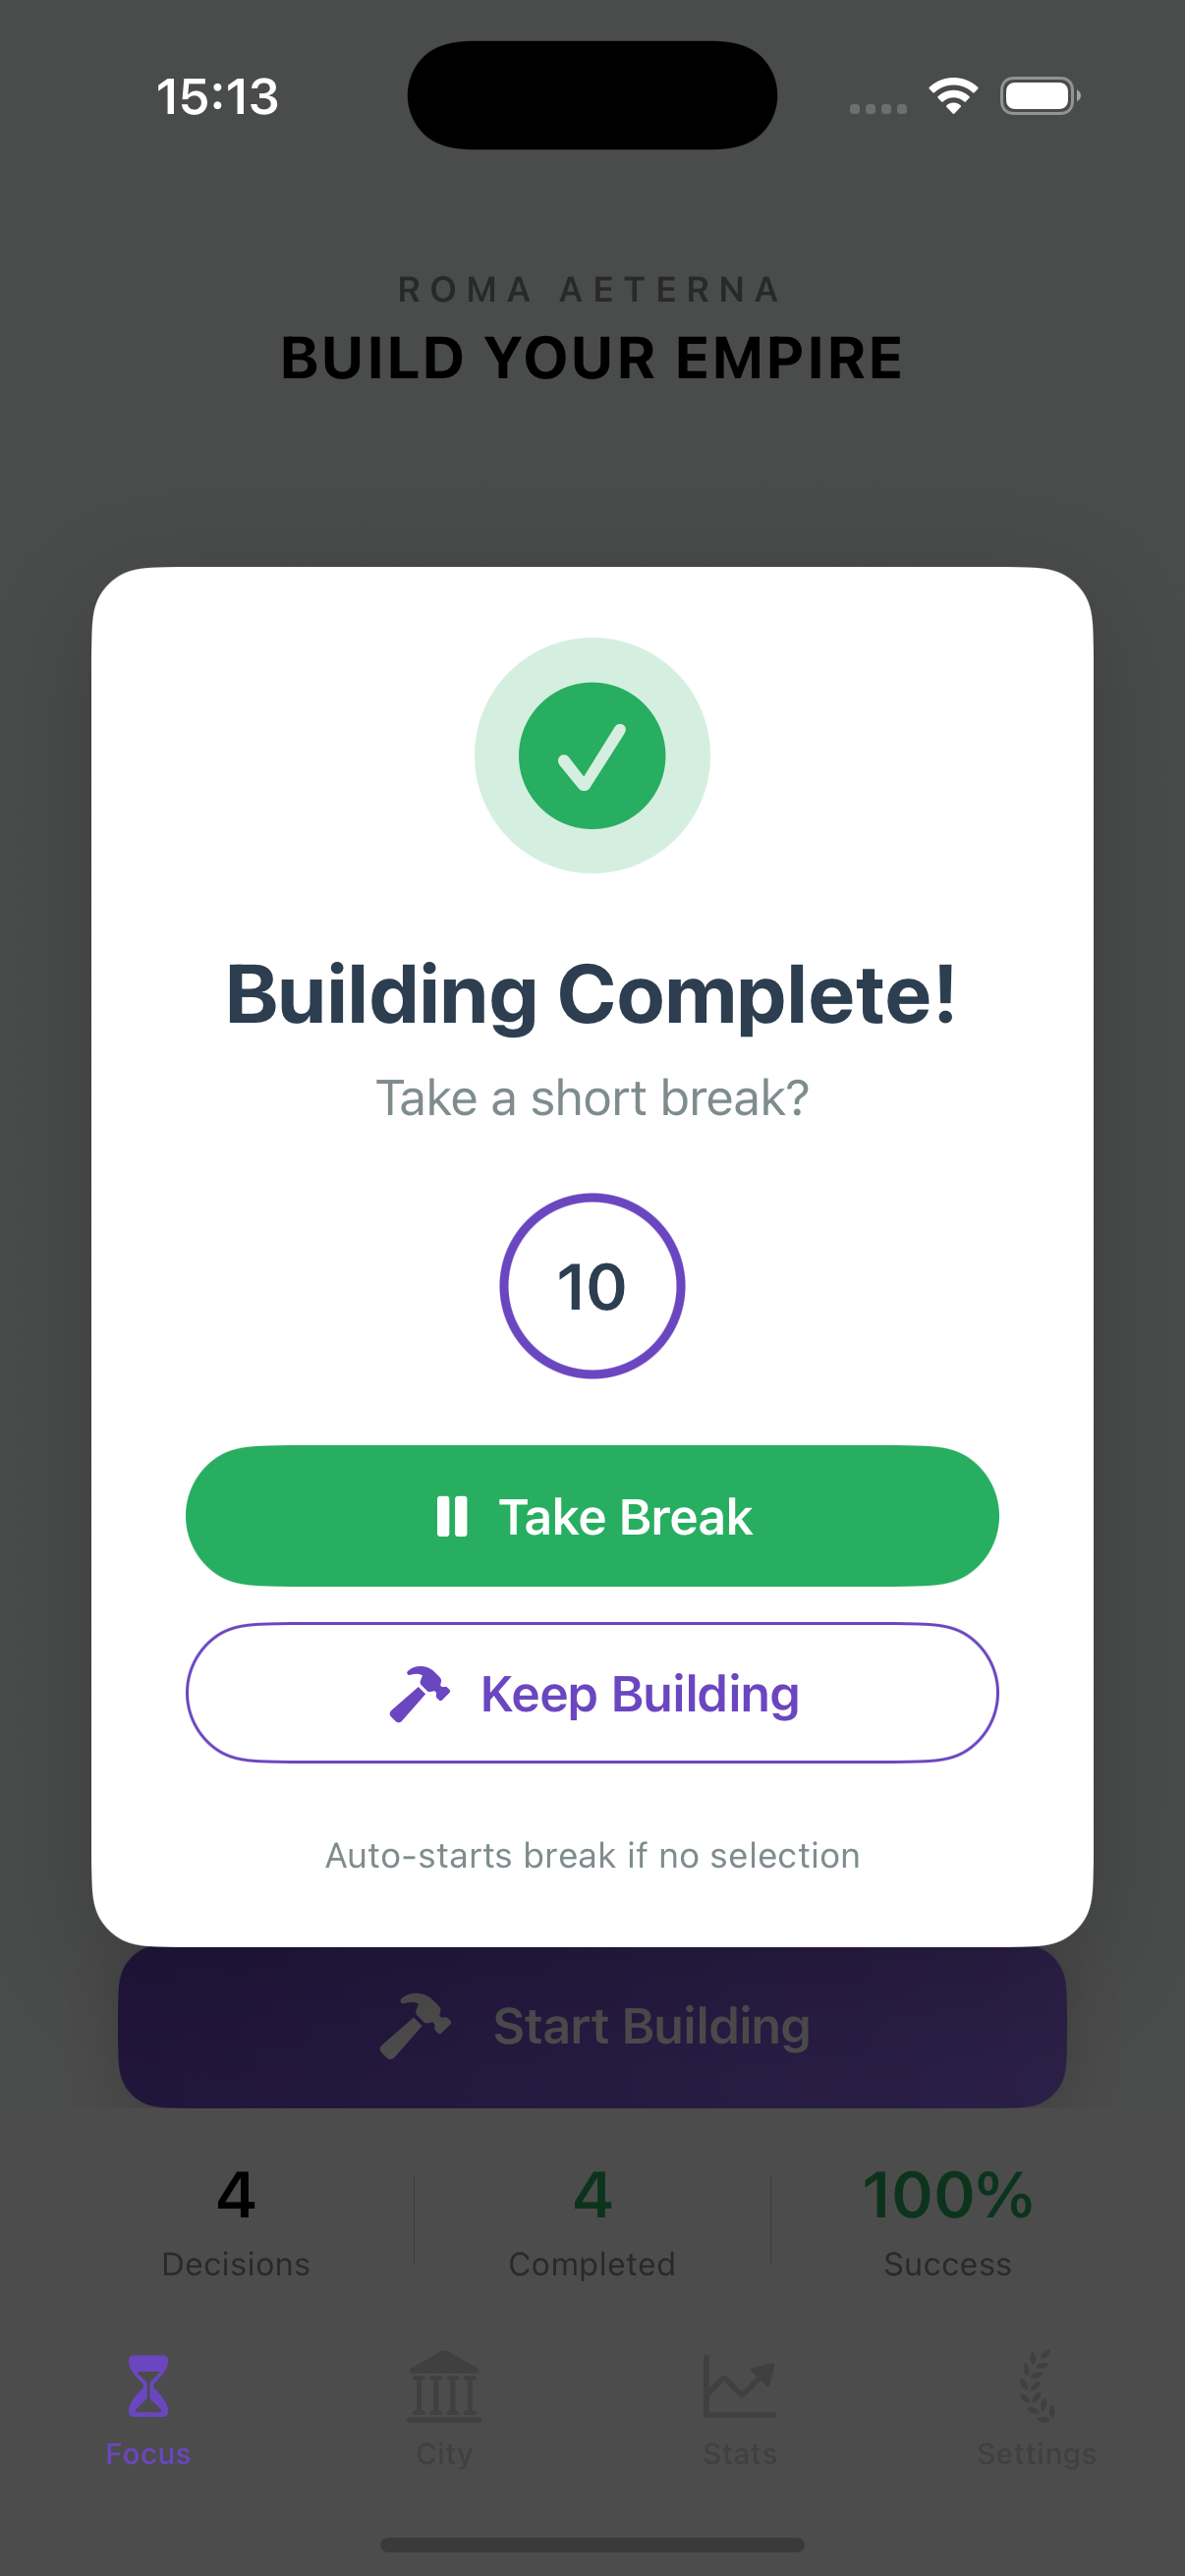 15:13
ROMA AETERNA
BUILD YOUR EMPIRE
Building Complete!
Take a short break?
10
Take Break
Keep Building
Auto-starts break if no selection
Start Building
4 4 100%
Decisions Completed Success
Focus City Stats Settings